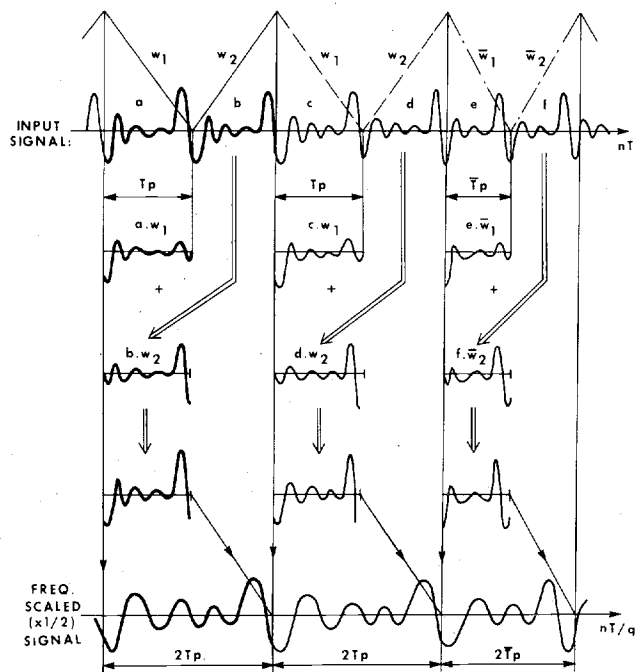 w1 w2 w1 w2 w̅1 w̅2
a b c d e f
INPUT
SIGNAL:
nT
Tp Tp T̅p
a.w1 c.w1 e.w̅1
+ + +
b.w2 d.w2 f.w̅2
FREQ.
SCALED
(x1/2)
SIGNAL
nT/q
2Tp. 2Tp 2T̅p